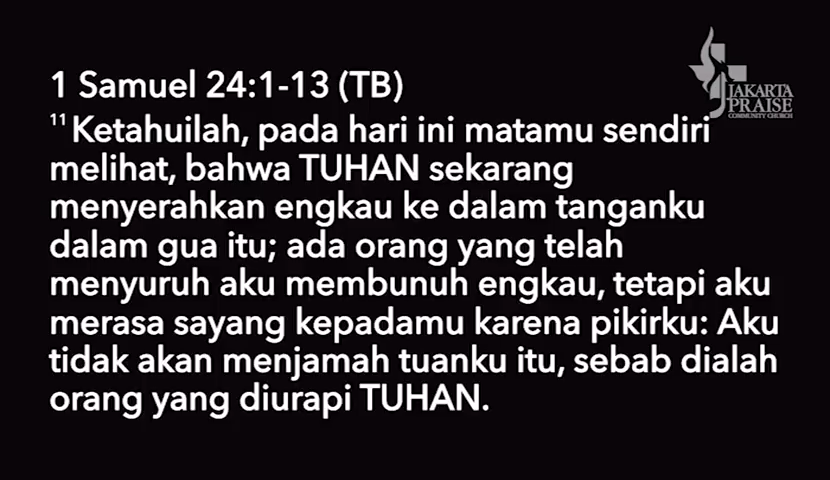 1 Samuel 24:1-13 (TB)
¹¹ Ketahuilah, pada hari ini matamu sendiri
melihat, bahwa TUHAN sekarang
menyerahkan engkau ke dalam tanganku
dalam gua itu; ada orang yang telah
menyuruh aku membunuh engkau, tetapi aku
merasa sayang kepadamu karena pikirku: Aku
tidak akan menjamah tuanku itu, sebab dialah
orang yang diurapi TUHAN.
JAKARTA
PRAISE
COMMUNITY CHURCH